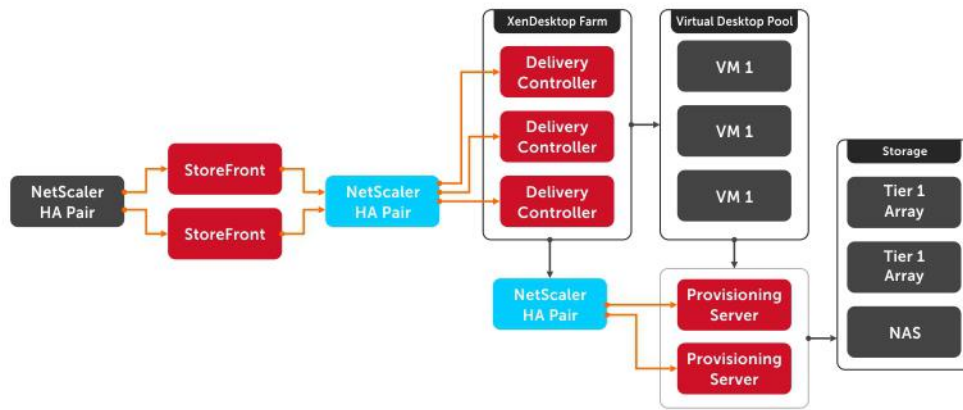 XenDesktop Farm
Delivery
Controller
Delivery
Controller
Delivery
Controller
Virtual Desktop Pool
VM 1
VM 1
VM 1
Storage
Tier 1
Array
Tier 1
Array
NAS
NetScaler
HA Pair
StoreFront
StoreFront
NetScaler
HA Pair
NetScaler
HA Pair
Provisioning
Server
Provisioning
Server